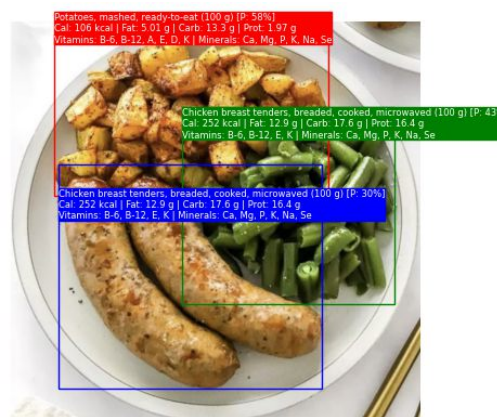 Potatoes, mashed, ready-to-eat (100 g) [P: 58%]
Cal: 106 kcal | Fat: 5.01 g | Carb: 13.3 g | Prot: 1.97 g
Vitamins: B-6, B-12, A, E, D, K | Minerals: Ca, Mg, P, K, Na, Se
Chicken breast tenders, breaded, cooked, microwaved (100 g) [P: 43
Cal: 252 kcal | Fat: 12.9 g | Carb: 17.6 g | Prot: 16.4 g
Vitamins: B-6, B-12, E, K | Minerals: Ca, Mg, P, K, Na, Se
Chicken breast tenders, breaded, cooked, microwaved (100 g) [P: 30%]
Cal: 252 kcal | Fat: 12.9 g | Carb: 17.6 g | Prot: 16.4 g
Vitamins: B-6, B-12, E, K | Minerals: Ca, Mg, P, K, Na, Se